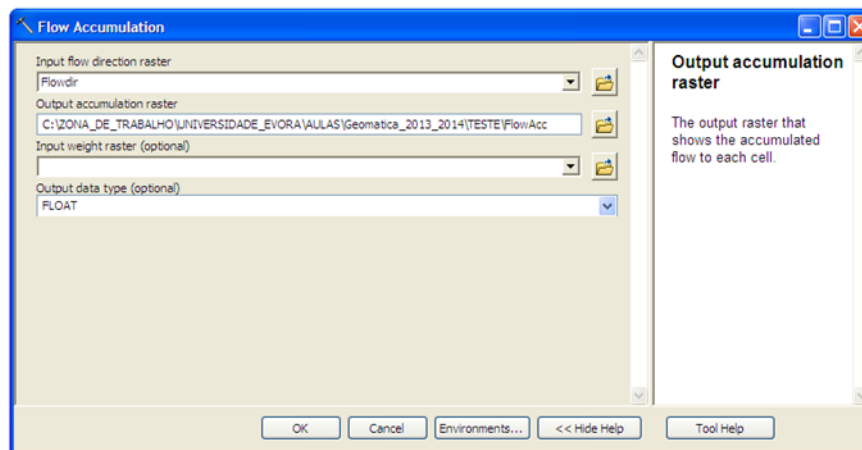 Flow Accumulation
Input flow direction raster
Flowdir
Output accumulation raster
C:\ZONA_DE_TRABALHO\UNIVERSIDADE_EVORA\AULAS\Geomatica_2013_2014\TESTE\FlowAcc
Input weight raster (optional)
Output data type (optional)
FLOAT
Output accumulation
raster
The output raster that
shows the accumulated
flow to each cell.
OK
Cancel
Environments...
<< Hide Help
Tool Help